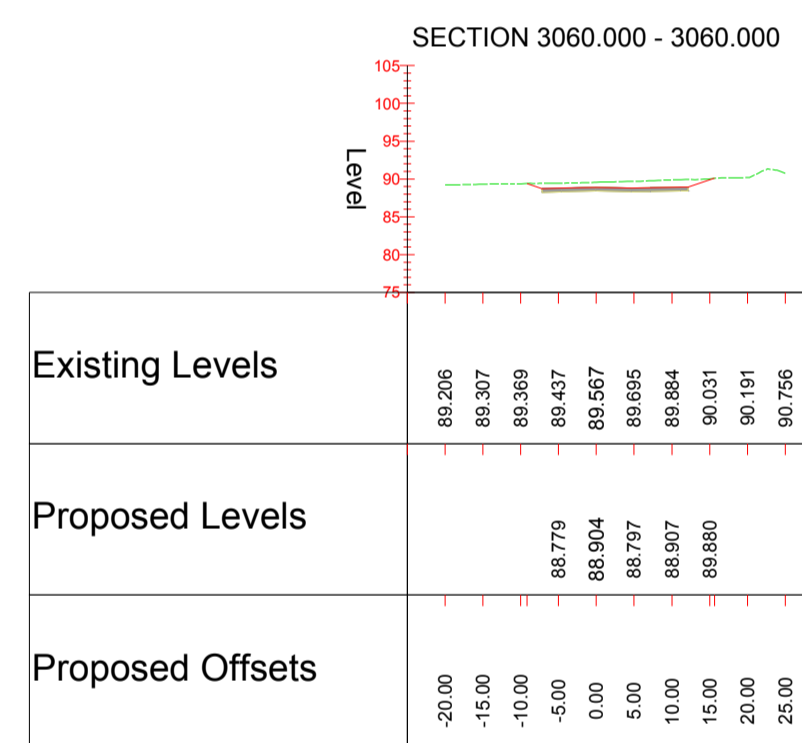 SECTION 3060.000 - 3060.000
105
100
95
90
85
80
75
Level
Existing Levels
89.206 89.307 89.369 89.437 89.567 89.695 89.884 90.031 90.191 90.756
Proposed Levels
88.779 88.904 88.797 88.907 89.880
Proposed Offsets
-20.00 -15.00 -10.00 -5.00 0.00 5.00 10.00 15.00 20.00 25.00